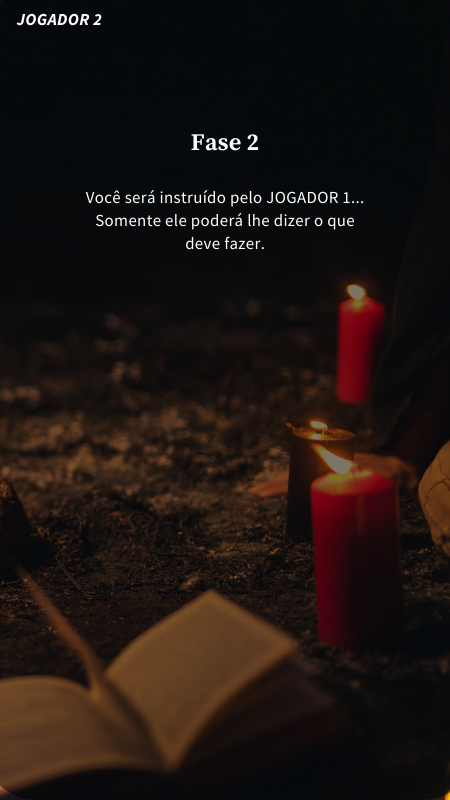 JOGADOR 2
Fase 2
Você será instruído pelo JOGADOR 1...
Somente ele poderá lhe dizer o que
deve fazer.